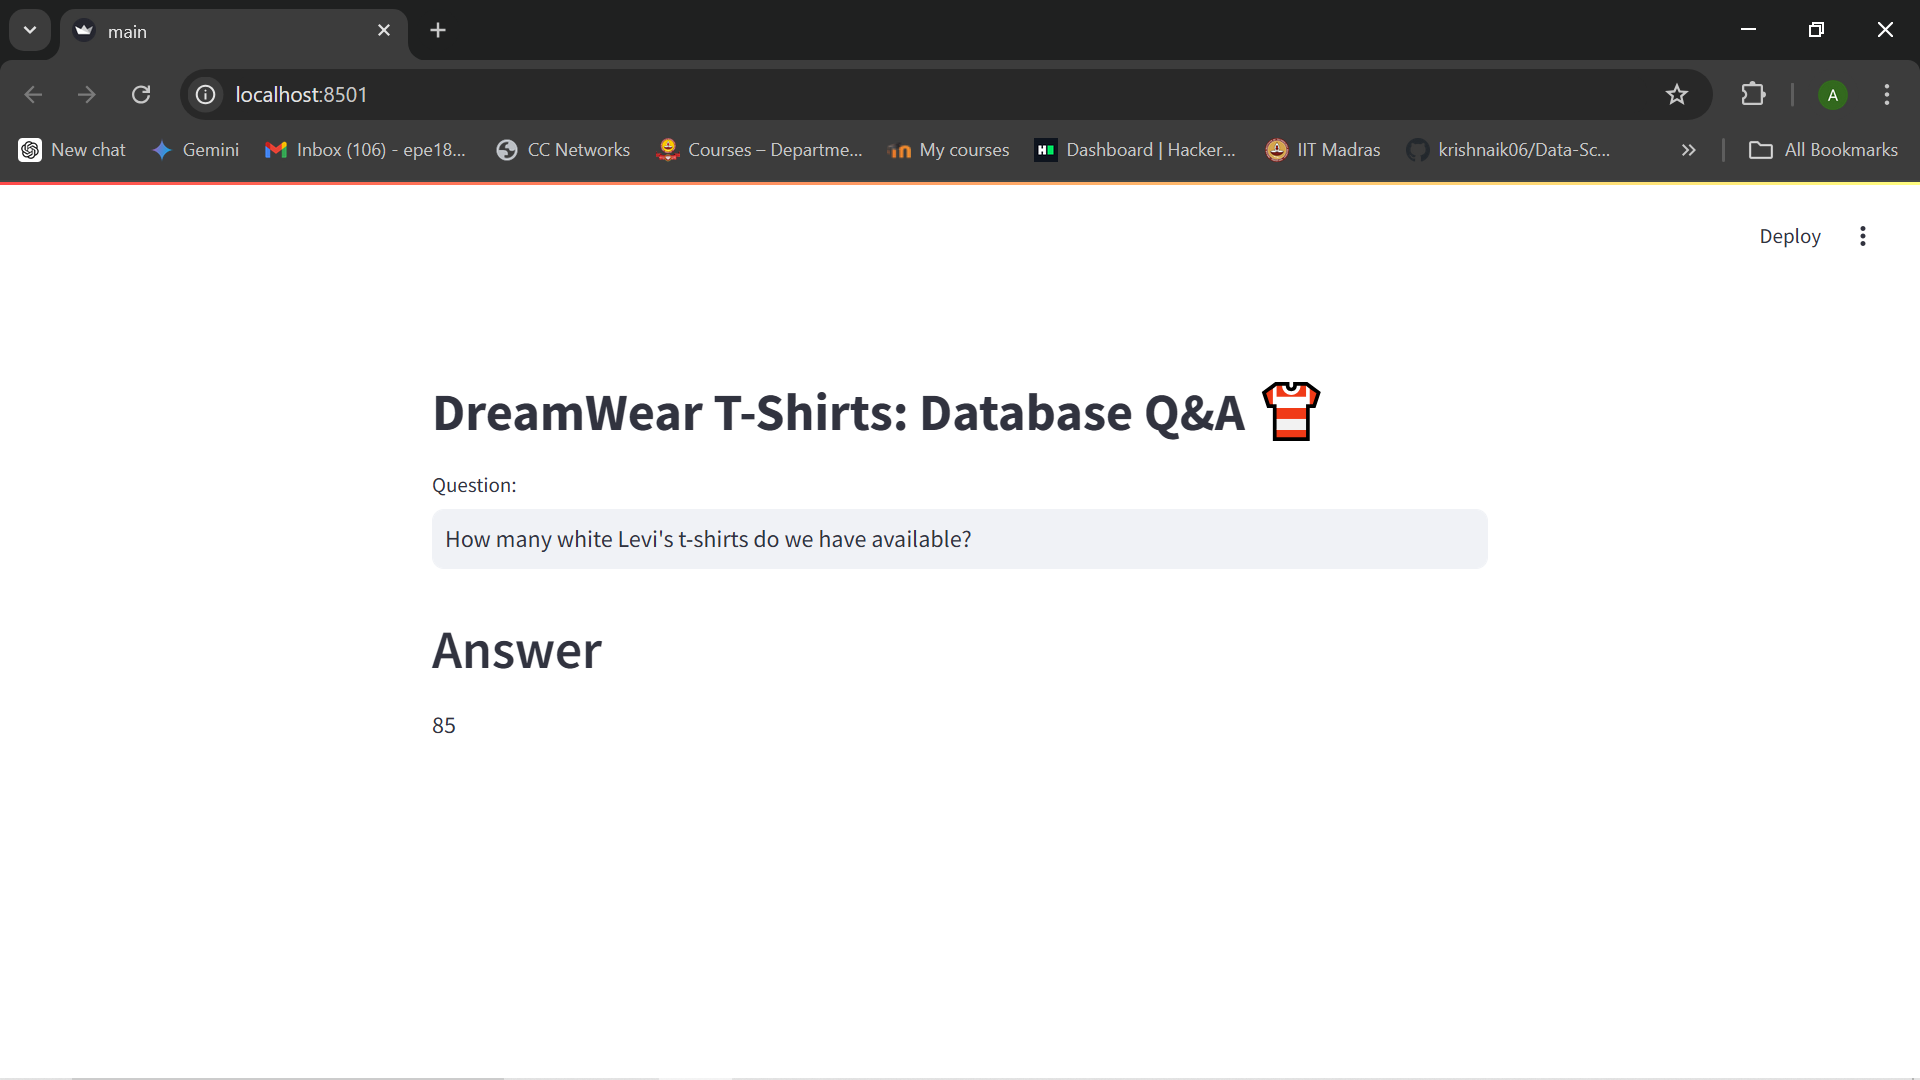 main
localhost:8501
A
New chat
Gemini
Inbox (106) - epe18...
CC Networks
Courses – Departme...
My courses
Dashboard | Hacker...
IIT Madras
krishnaik06/Data-Sc...
All Bookmarks
Deploy
DreamWear T-Shirts: Database Q&A
Question:
How many white Levi's t-shirts do we have available?
Answer
85